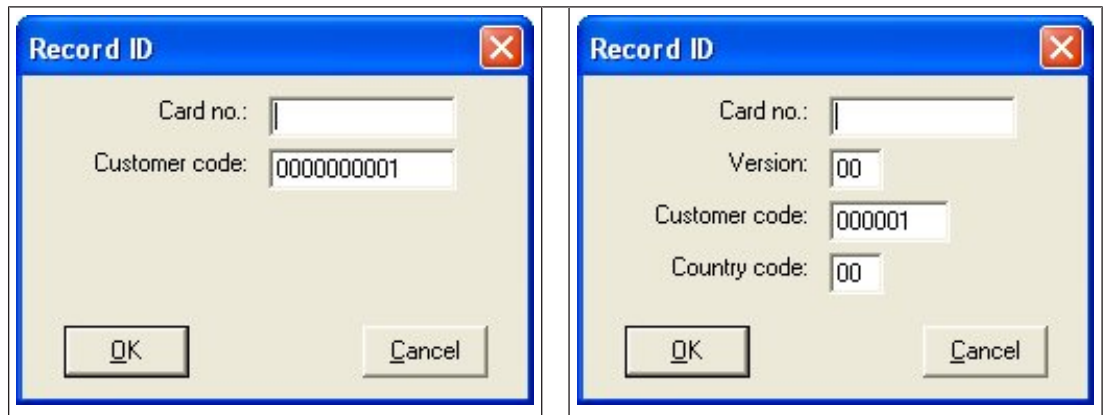 Record ID
Card no.:
Customer code: 0000000001
OK Cancel
Record ID
Card no.:
Version: 00
Customer code: 000001
Country code: 00
OK Cancel